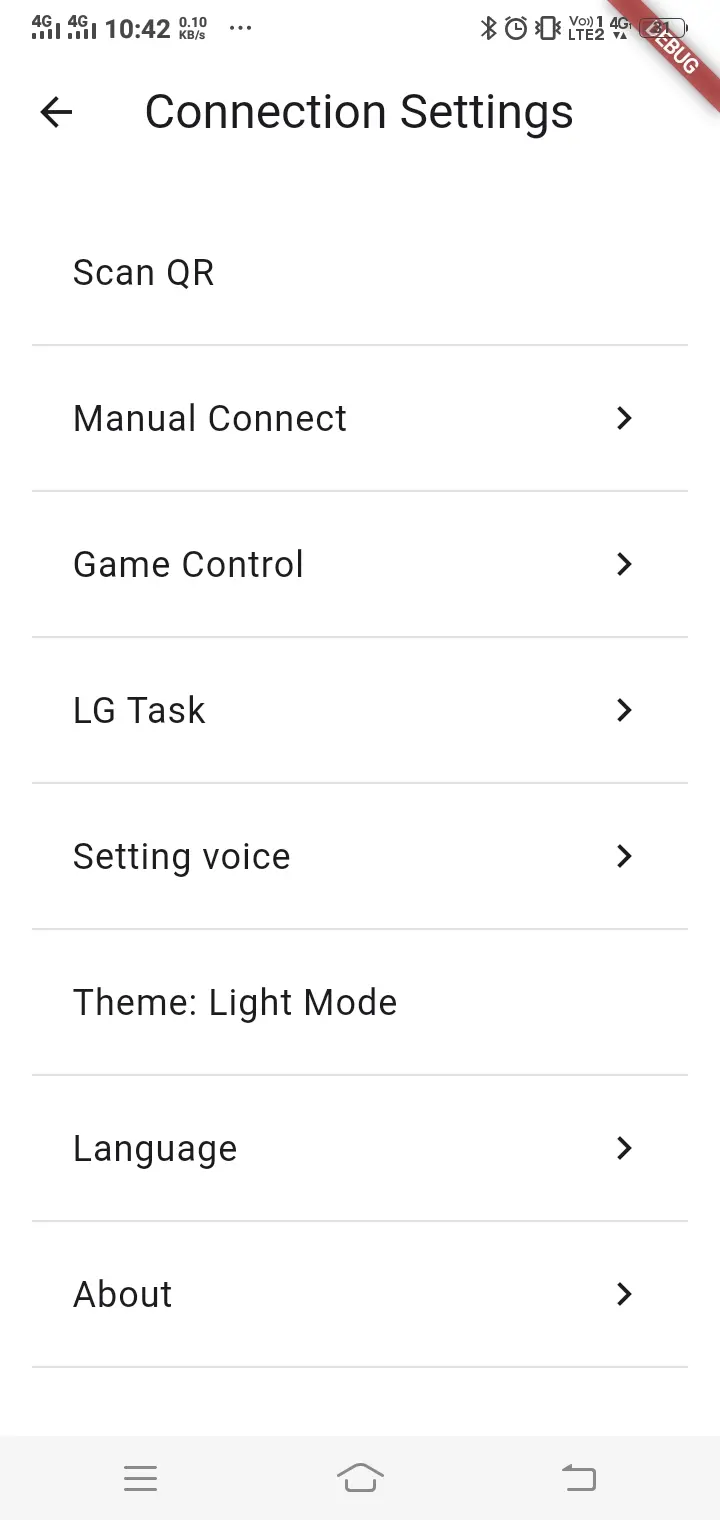 4G 4G 10:42 0.10 KB/s ... Vo)) 1 LTE2 4G 31
DEBUG
Connection Settings
Scan QR
Manual Connect
Game Control
LG Task
Setting voice
Theme: Light Mode
Language
About